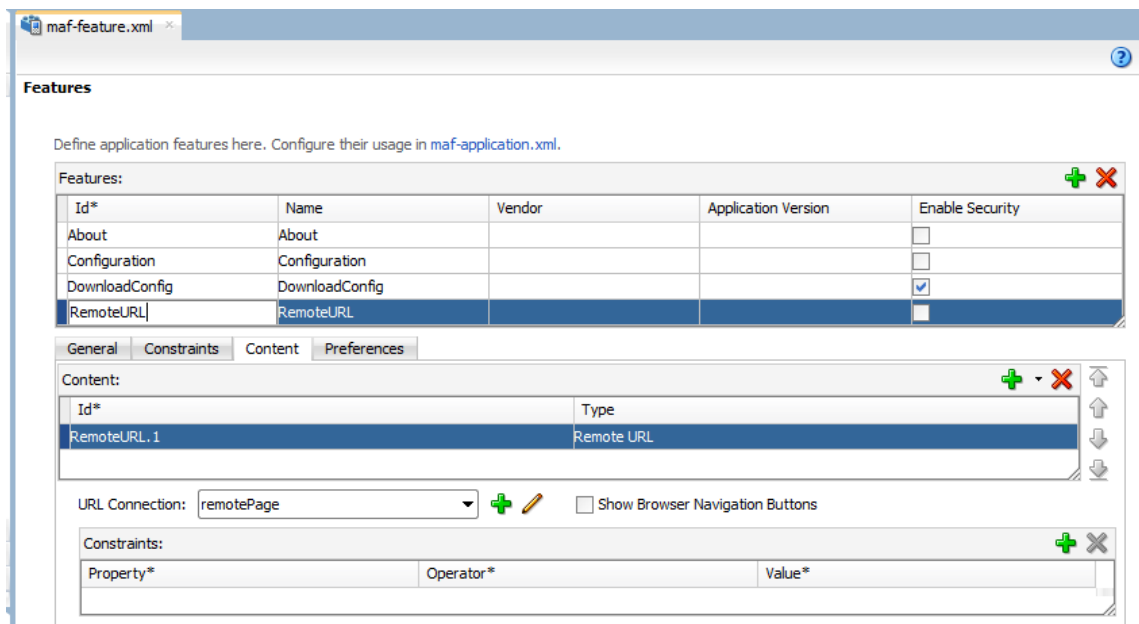 maf-feature.xml
Features
Define application features here. Configure their usage in maf-application.xml.
Features:
Id* Name Vendor Application Version Enable Security
About About
Configuration Configuration
DownloadConfig DownloadConfig
RemoteURL RemoteURL
General Constraints Content Preferences
Content:
Id* Type
RemoteURL.1 Remote URL
URL Connection: remotePage Show Browser Navigation Buttons
Constraints:
Property* Operator* Value*